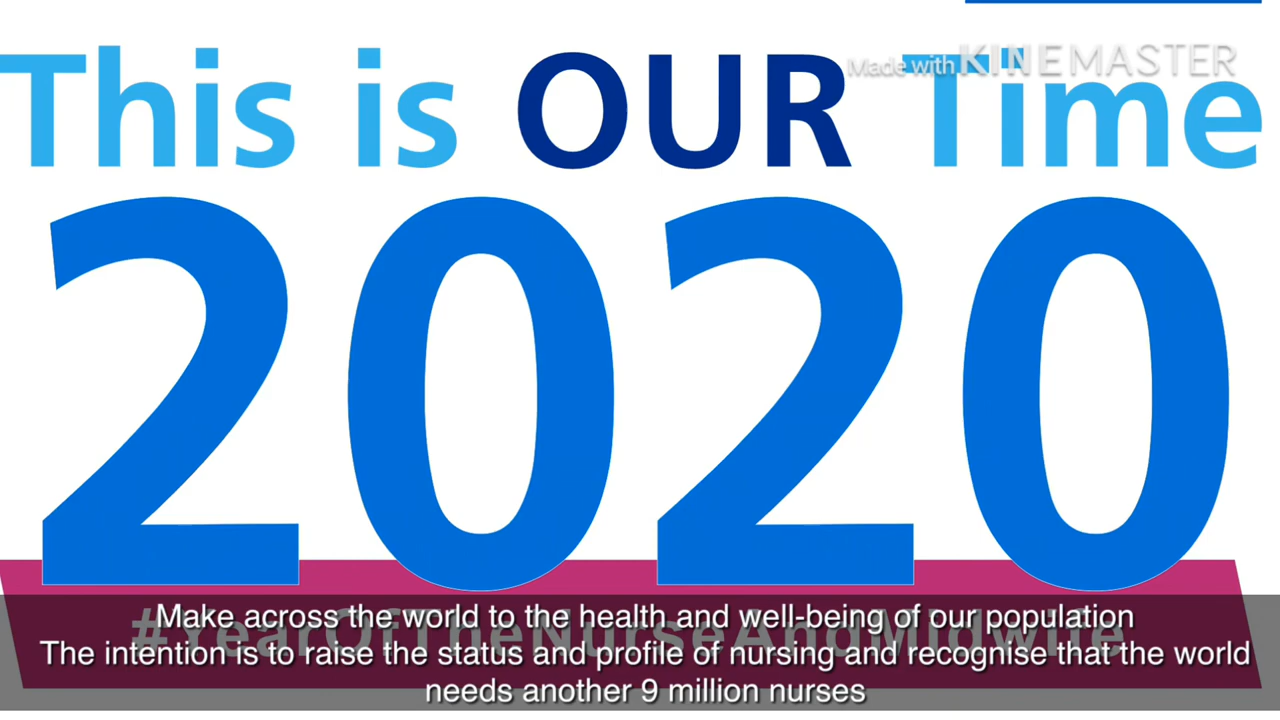 This is OUR Time
Made with KINEMASTER
2020
#YearOfTheNurseAndMidwife
Make across the world to the health and well-being of our population
The intention is to raise the status and profile of nursing and recognise that the world
needs another 9 million nurses